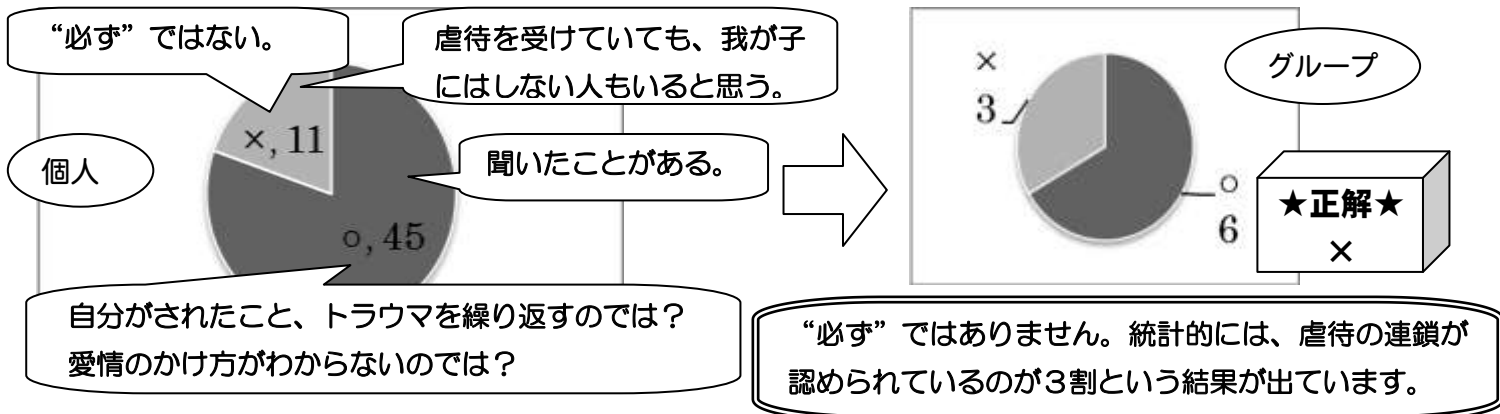 “必ず”ではない。
虐待を受けていても、我が子
にはしない人もいると思う。
個人
×, 11
聞いたことがある。
○, 45
自分がされたこと、トラウマを繰り返すのでは？
愛情のかけ方がわからないのでは？
グループ
×
3
○
6
★正解★
×
“必ず”ではありません。統計的には、虐待の連鎖が
認められているのが３割という結果が出ています。